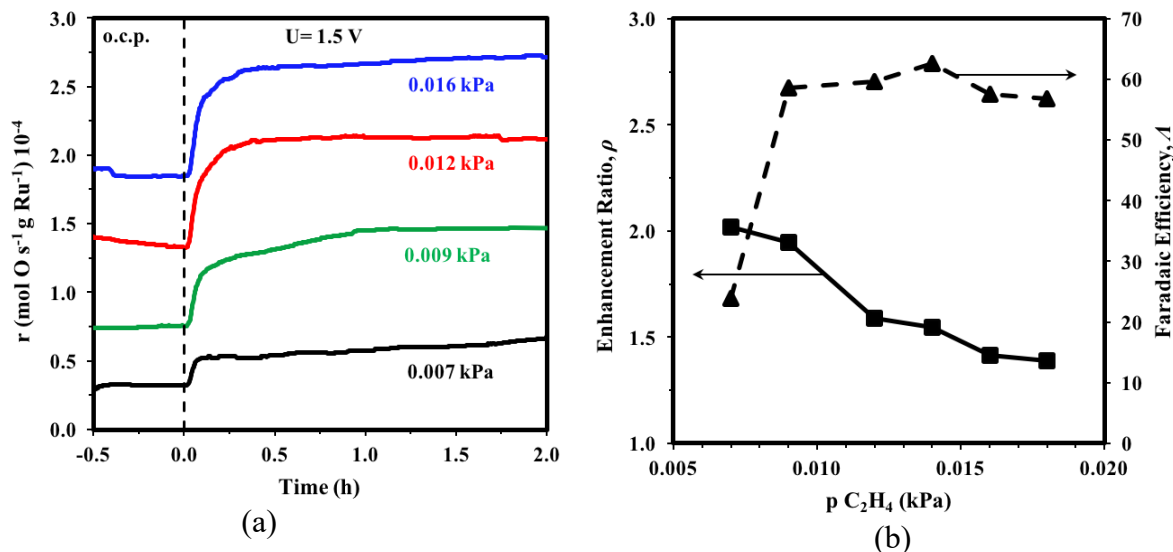 r (mol O s⁻¹ g Ru⁻¹) 10⁻⁴
3.0
2.5
2.0
1.5
1.0
0.5
0.0
o.c.p.
U= 1.5 V
0.016 kPa
0.012 kPa
0.009 kPa
0.007 kPa
-0.5 0.0 0.5 1.0 1.5 2.0
Time (h)
(a)
Enhancement Ratio, ρ
3.0
2.5
2.0
1.5
1.0
70
60
50
40
30
20
10
0
Faradaic Efficiency, Λ
0.005 0.010 0.015 0.020
p C₂H₄ (kPa)
(b)